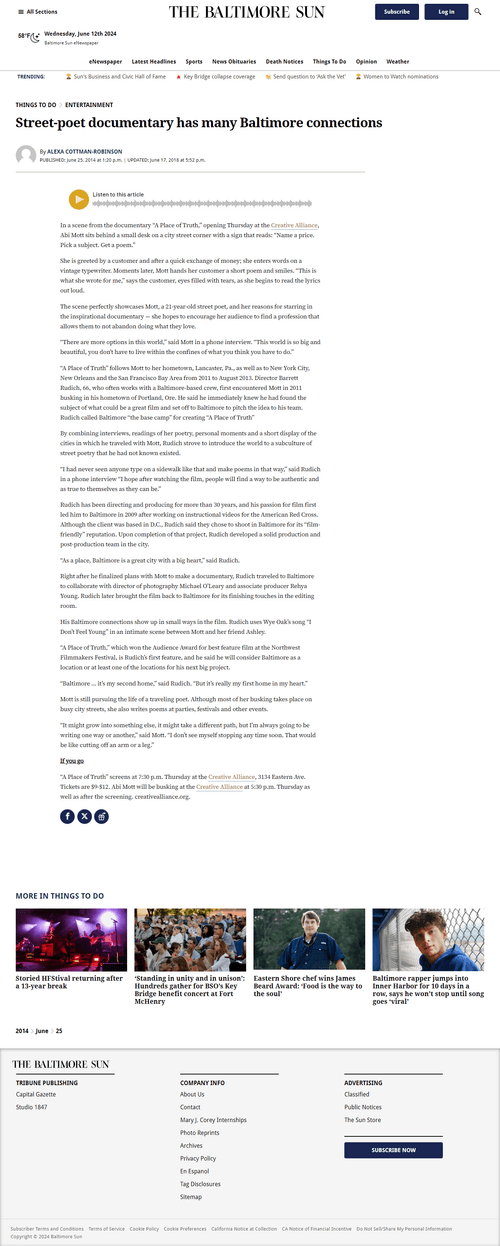 All Sections
THE BALTIMORE SUN
Subscribe
Log in
58°F
Wednesday, June 12th 2024
Baltimore Sun eNewspaper
eNewspaper Latest Headlines Sports News Obituaries Death Notices Things To Do Opinion Weather
TRENDING: Sun's Business and Civic Hall of Fame Key Bridge collapse coverage Send question to 'Ask the Vet' Women to Watch nominations
THINGS TO DO > ENTERTAINMENT
Street-poet documentary has many Baltimore connections
By ALEXA COTTMAN-ROBINSON
PUBLISHED: June 25, 2014 at 1:20 p.m. | UPDATED: June 17, 2018 at 5:52 p.m.
Listen to this article
In a scene from the documentary "A Place of Truth," opening Thursday at the Creative Alliance,
Abi Mott sits behind a small desk on a city street corner with a sign that reads: "Name a price.
Pick a subject. Get a poem."
She is greeted by a customer and after a quick exchange of money; she enters words on a
vintage typewriter. Moments later, Mott hands her customer a short poem and smiles. "This is
what she wrote for me," says the customer, eyes filled with tears, as she begins to read the lyrics
out loud.
The scene perfectly showcases Mott, a 21-year-old street poet, and her reasons for starring in
the inspirational documentary — she hopes to encourage her audience to find a profession that
allows them to not abandon doing what they love.
"There are more options in this world," said Mott in a phone interview. "This world is so big and
beautiful, you don't have to live within the confines of what you think you have to do."
"A Place of Truth" follows Mott to her hometown, Lancaster, Pa., as well as to New York City,
New Orleans and the San Francisco Bay Area from 2011 to August 2013. Director Barrett
Rudich, 66, who often works with a Baltimore-based crew, first encountered Mott in 2011
busking in his hometown of Portland, Ore. He said he immediately knew he had found the
subject of what could be a great film and set off to Baltimore to pitch the idea to his team.
Rudich called Baltimore "the base camp" for creating "A Place of Truth"
By combining interviews, readings of her poetry, personal moments and a short display of the
cities in which he traveled with Mott, Rudich strove to introduce the world to a subculture of
street poetry that he had not known existed.
"I had never seen anyone type on a sidewalk like that and make poems in that way," said Rudich
in a phone interview "I hope after watching the film, people will find a way to be authentic and
as true to themselves as they can be."
Rudich has been directing and producing for more than 30 years, and his passion for film first
led him to Baltimore in 2009 after working on instructional videos for the American Red Cross.
Although the client was based in D.C., Rudich said they chose to shoot in Baltimore for its "film-
friendly" reputation. Upon completion of that project, Rudich developed a solid production and
post-production team in the city.
"As a place, Baltimore is a great city with a big heart," said Rudich.
Right after he finalized plans with Mott to make a documentary, Rudich traveled to Baltimore
to collaborate with director of photography Michael O'Leary and associate producer Rehya
Young. Rudich later brought the film back to Baltimore for its finishing touches in the editing
room.
His Baltimore connections show up in small ways in the film. Rudich uses Wye Oak's song "I
Don't Feel Young" in an intimate scene between Mott and her friend Ashley.
"A Place of Truth," which won the Audience Award for best feature film at the Northwest
Filmmakers Festival, is Rudich's first feature, and he said he will consider Baltimore as a
location or at least one of the locations for his next big project.
"Baltimore ... it's my second home," said Rudich. "But it's really my first home in my heart."
Mott is still pursuing the life of a traveling poet. Although most of her busking takes place on
busy city streets, she also writes poems at parties, festivals and other events.
"It might grow into something else, it might take a different path, but I'm always going to be
writing one way or another," said Mott. "I don't see myself stopping any time soon. That would
be like cutting off an arm or a leg."
If you go
"A Place of Truth" screens at 7:30 p.m. Thursday at the Creative Alliance, 3134 Eastern Ave.
Tickets are $9-$12. Abi Mott will be busking at the Creative Alliance at 5:30 p.m. Thursday as
well as after the screening. creativealliance.org.
MORE IN THINGS TO DO
Storied HFStival returning after
a 13-year break
'Standing in unity and in unison':
Hundreds gather for BSO's Key
Bridge benefit concert at Fort
McHenry
Eastern Shore chef wins James
Beard Award: 'Food is the way to
the soul'
Baltimore rapper jumps into
Inner Harbor for 10 days in a
row, says he won't stop until song
goes 'viral'
2014 > June > 25
THE BALTIMORE SUN
TRIBUNE PUBLISHING
Capital Gazette
Studio 1847
COMPANY INFO
About Us
Contact
Mary J. Corey Internships
Photo Reprints
Archives
Privacy Policy
En Espanol
Tag Disclosures
Sitemap
ADVERTISING
Classified
Public Notices
The Sun Store
SUBSCRIBE NOW
Subscriber Terms and Conditions Terms of Service Cookie Policy Cookie Preferences California Notice at Collection CA Notice of Financial Incentive Do Not Sell/Share My Personal Information
Copyright © 2024 Baltimore Sun